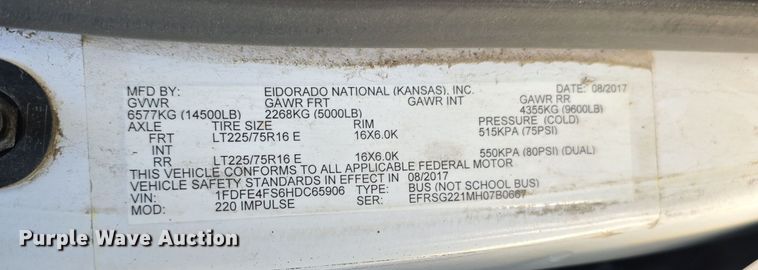 MFD BY: EIDORADO NATIONAL (KANSAS), INC. DATE: 08/2017
GVWR GAWR FRT GAWR INT GAWR RR
6577KG (14500LB) 2268KG (5000LB) 4355KG (9600LB)
AXLE TIRE SIZE RIM PRESSURE (COLD)
FRT LT225/75R16 E 16X6.0K 515KPA (75PSI)
- INT
RR LT225/75R16 E 16X6.0K 550KPA (80PSI) (DUAL)
THIS VEHICLE CONFORMS TO ALL APPLICABLE FEDERAL MOTOR
VEHICLE SAFETY STANDARDS IN EFFECT IN 08/2017
VIN: 1FDFE4FS6HDC65906 TYPE: BUS (NOT SCHOOL BUS)
MOD: 220 IMPULSE SER: EFRSG221MH07B0667
Purple Wave Auction
Purple Wave Auction